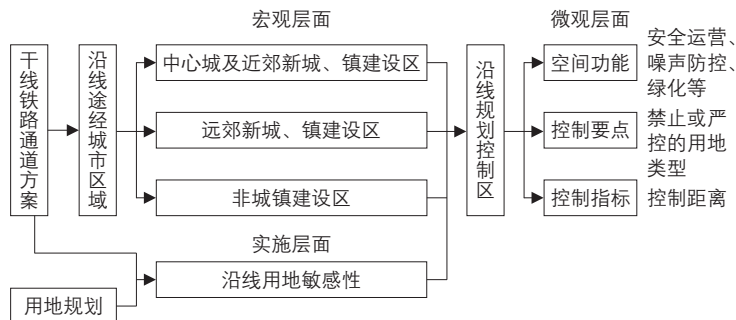 宏观层面
微观层面
干线铁路通道方案
沿线途经城市区域
中心城及近郊新城、镇建设区
远郊新城、镇建设区
非城镇建设区
实施层面
沿线用地敏感性
用地规划
沿线规划控制区
空间功能
安全运营、
噪声防控、
绿化等
控制要点
禁止或严
控的用地
类型
控制指标
控制距离